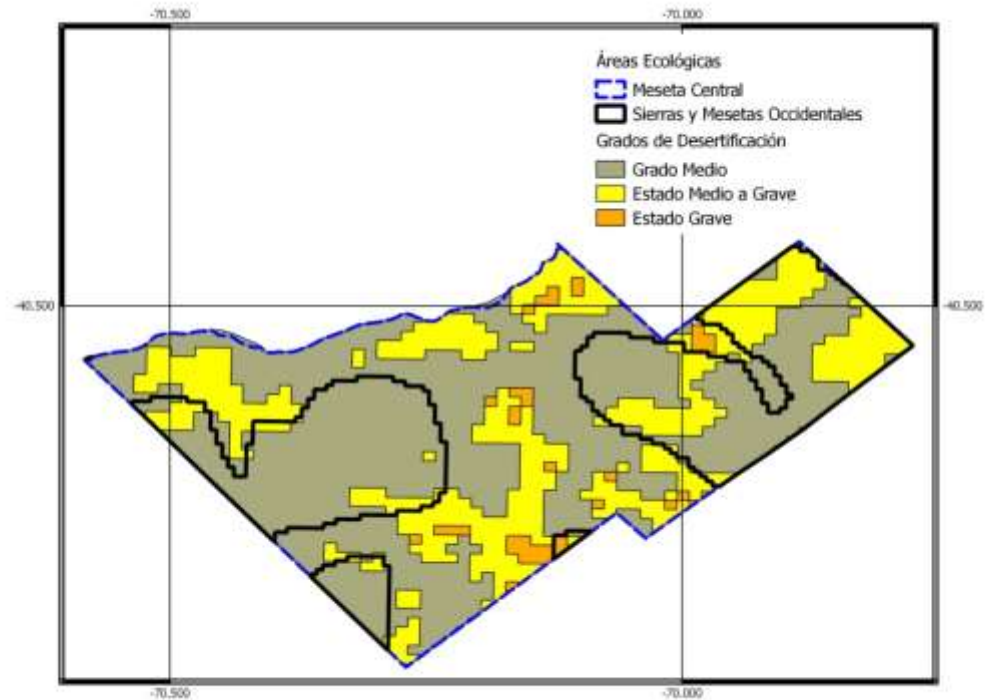 -70.500 -70.000
Áreas Ecológicas
Meseta Central
Sierras y Mesetas Occidentales
Grados de Desertificación
Grado Medio
Estado Medio a Grave
Estado Grave
-40.500 -40.500
-70.500 -70.000